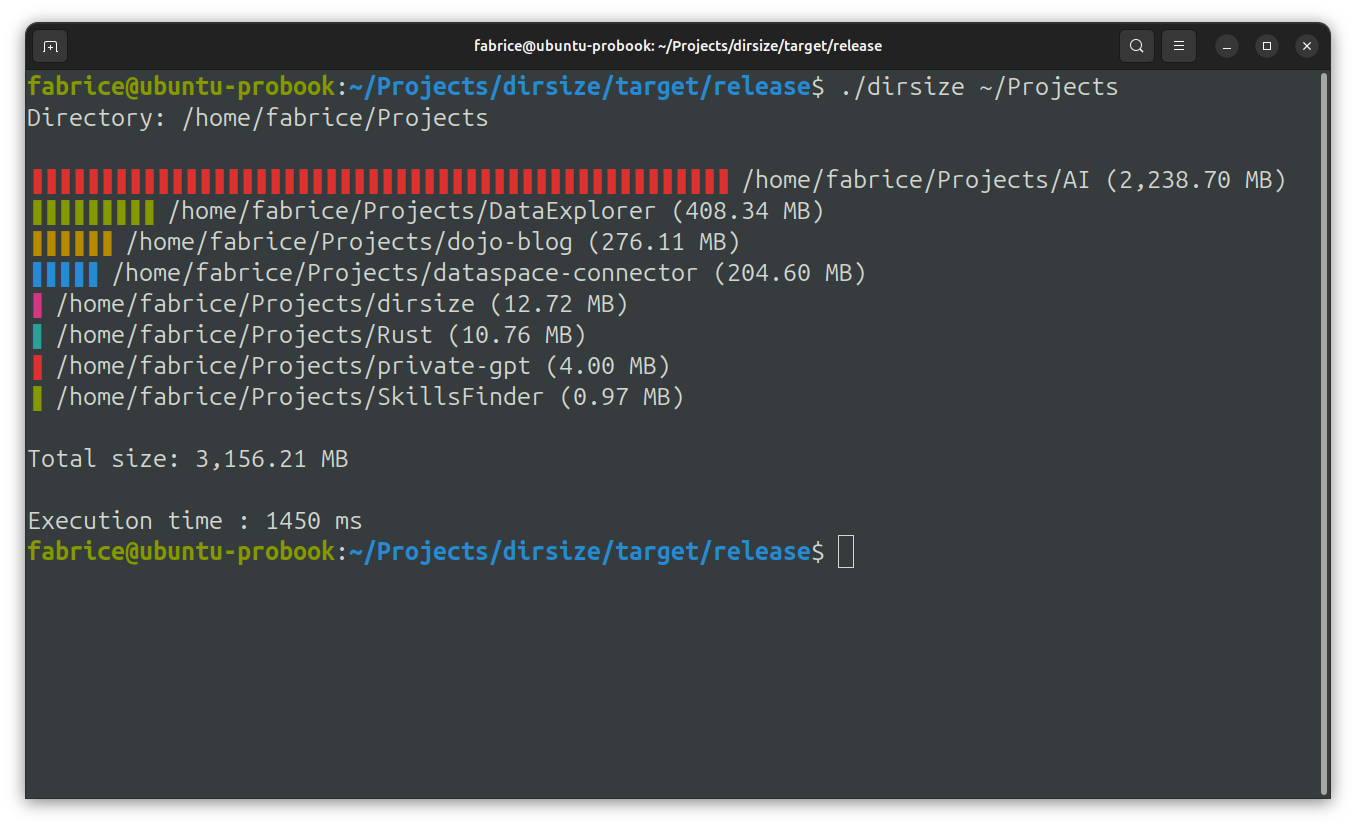 fabrice@ubuntu-probook: ~/Projects/dirsize/target/release
fabrice@ubuntu-probook:~/Projects/dirsize/target/release$ ./dirsize ~/Projects
Directory: /home/fabrice/Projects
/home/fabrice/Projects/AI (2,238.70 MB)
/home/fabrice/Projects/DataExplorer (408.34 MB)
/home/fabrice/Projects/dojo-blog (276.11 MB)
/home/fabrice/Projects/dataspace-connector (204.60 MB)
/home/fabrice/Projects/dirsize (12.72 MB)
/home/fabrice/Projects/Rust (10.76 MB)
/home/fabrice/Projects/private-gpt (4.00 MB)
/home/fabrice/Projects/SkillsFinder (0.97 MB)
Total size: 3,156.21 MB
Execution time : 1450 ms
fabrice@ubuntu-probook:~/Projects/dirsize/target/release$